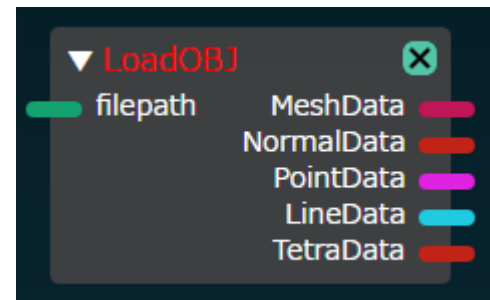 LoadOBJ
filepath MeshData
NormalData
PointData
LineData
TetraData